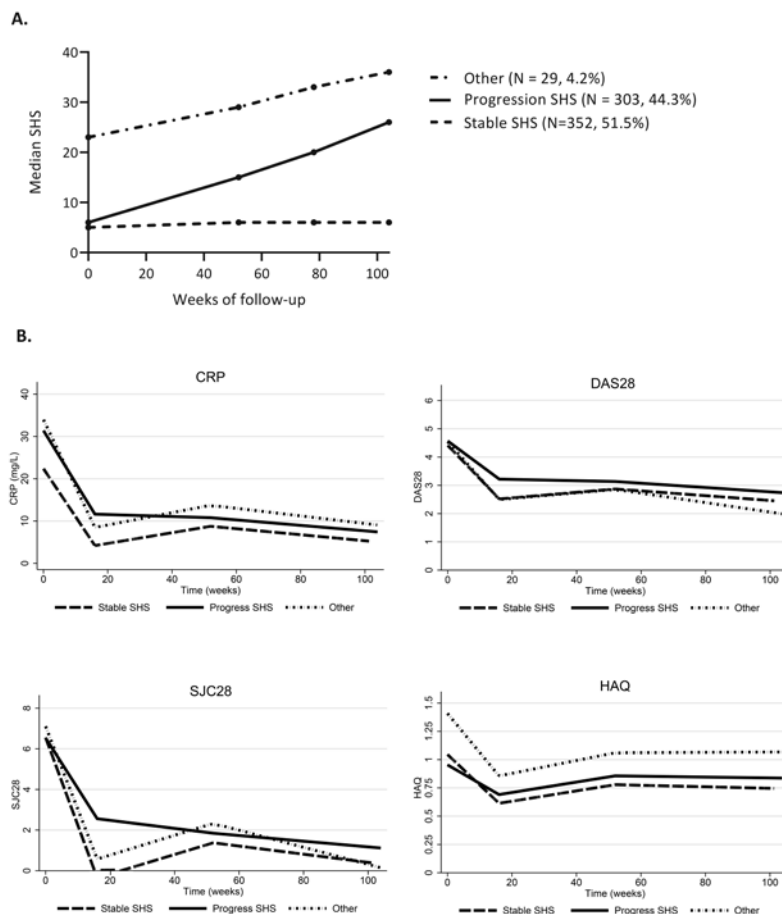 A.
Median SHS
40
30
20
10
0
0 20 40 60 80 100
Weeks of follow-up
Other (N = 29, 4.2%)
Progression SHS (N = 303, 44.3%)
Stable SHS (N=352, 51.5%)
B.
CRP
CRP (mg/L)
40
30
20
10
0
0 20 40 60 80 100
Time (weeks)
Stable SHS Progress SHS Other
DAS28
DAS28
6
5
4
3
2
1
0
0 20 40 60 80 100
Time (weeks)
Stable SHS Progress SHS Other
SJC28
SJC28
8
6
4
2
0
0 20 40 60 80 100
Time (weeks)
Stable SHS Progress SHS Other
HAQ
HAQ
1.5
1.25
1
0.75
0.5
0.25
0
0 20 40 60 80 100
Time (weeks)
Stable SHS Progress SHS Other